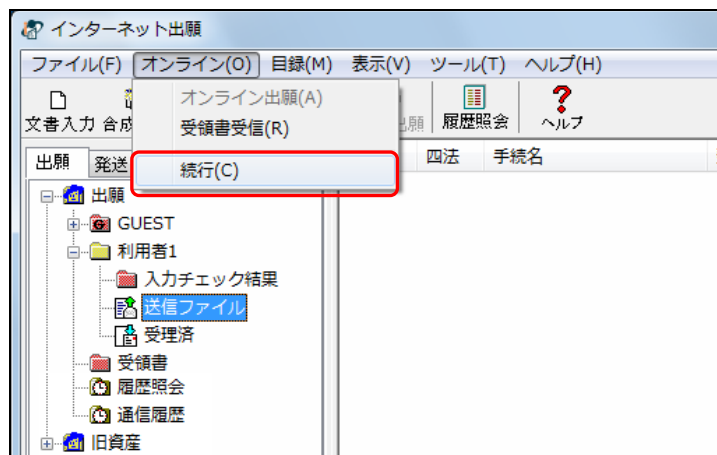 インターネット出願
ファイル(F) オンライン(O) 目録(M) 表示(V) ツール(T) ヘルプ(H)
オンライン出願(A)
受領書受信(R)
続行(C)
文書入力 合成 出願 履歴照会 ヘルプ
出願 発送 四法 手続名
出願
GUEST
利用者1
入力チェック結果
送信ファイル
受理済
受領書
履歴照会
通信履歴
旧資産